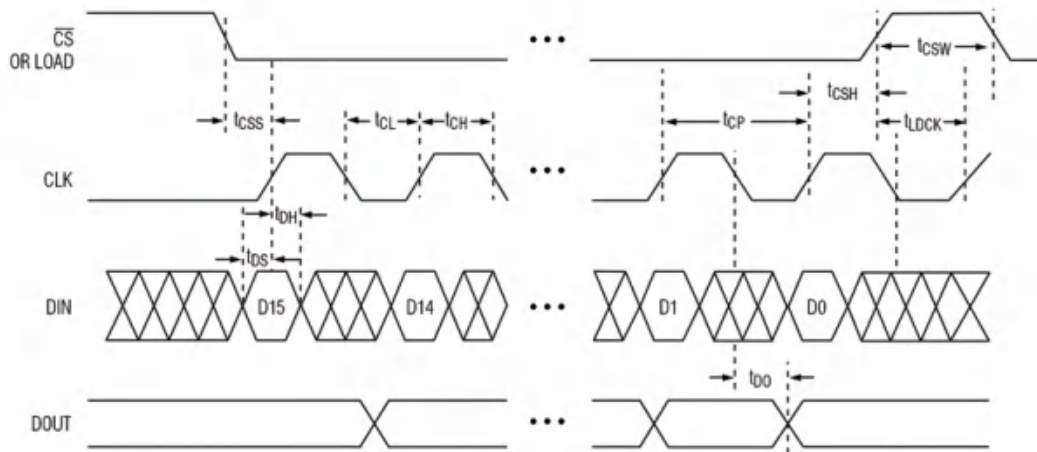 CS
OR LOAD
tCSW
tCSH
tCSS
tCL
tCH
tCP
tLDCK
CLK
tDH
tDS
DIN
D15
D14
D1
D0
tDO
DOUT